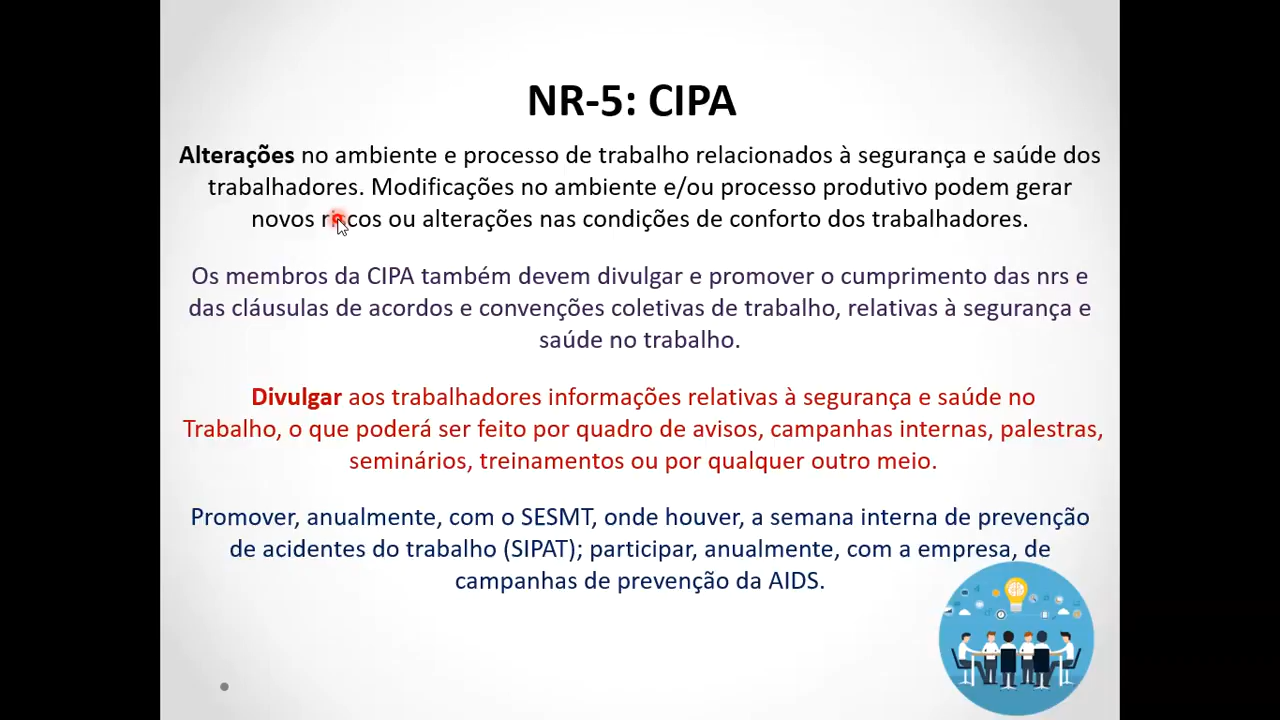 NR-5: CIPA
Alterações no ambiente e processo de trabalho relacionados à segurança e saúde dos
trabalhadores. Modificações no ambiente e/ou processo produtivo podem gerar
novos riscos ou alterações nas condições de conforto dos trabalhadores.
Os membros da CIPA também devem divulgar e promover o cumprimento das nrs e
das cláusulas de acordos e convenções coletivas de trabalho, relativas à segurança e
saúde no trabalho.
Divulgar aos trabalhadores informações relativas à segurança e saúde no
Trabalho, o que poderá ser feito por quadro de avisos, campanhas internas, palestras,
seminários, treinamentos ou por qualquer outro meio.
Promover, anualmente, com o SESMT, onde houver, a semana interna de prevenção
de acidentes do trabalho (SIPAT); participar, anualmente, com a empresa, de
campanhas de prevenção da AIDS.